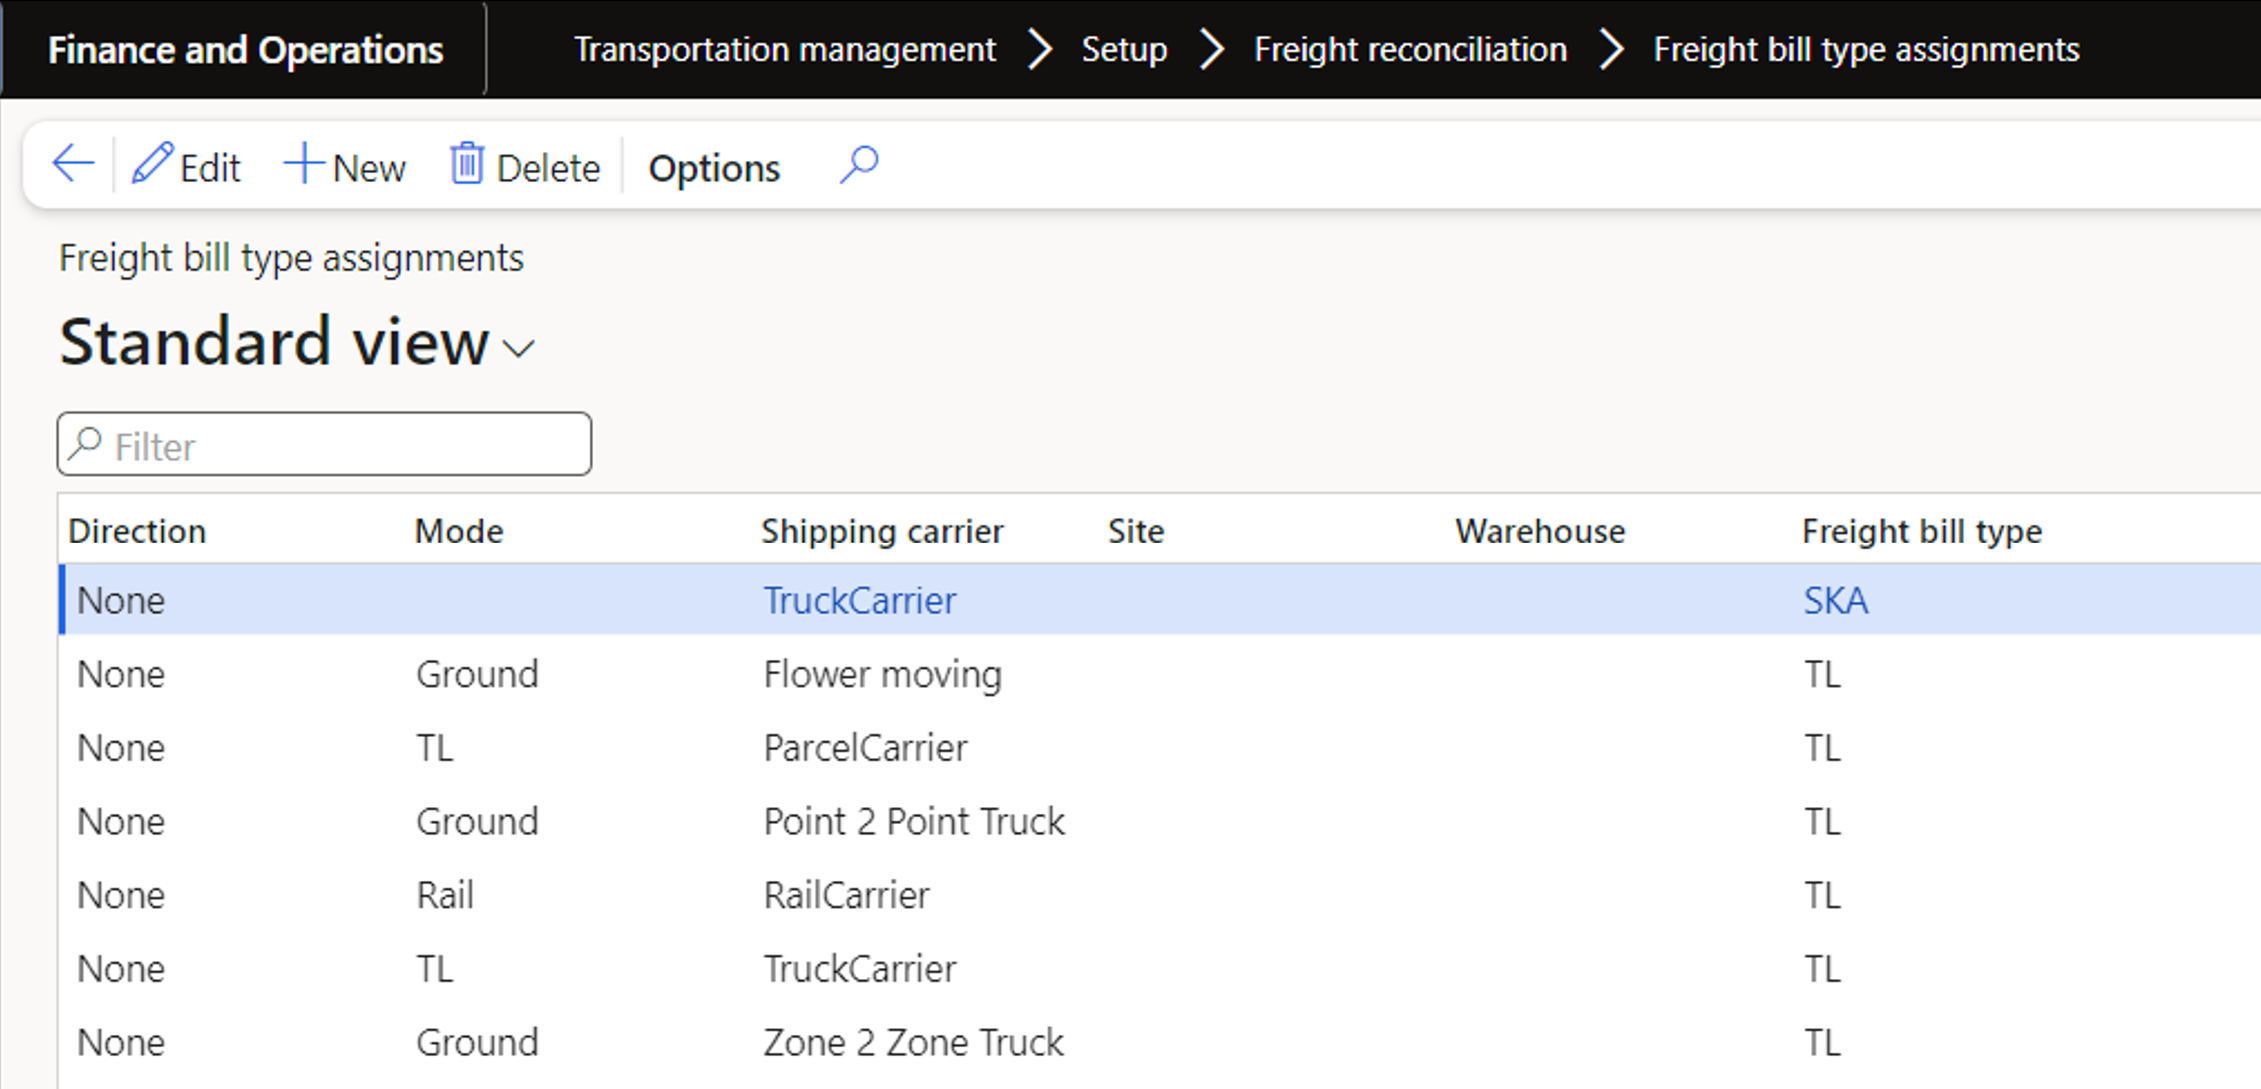 Finance and Operations Transportation management Setup Freight reconciliation Freight bill type assignments
Edit New Delete Options
Freight bill type assignments
Standard view
Filter
Direction Mode Shipping carrier Site Warehouse Freight bill type
None TruckCarrier SKA
None Ground Flower moving TL
None TL ParcelCarrier TL
None Ground Point 2 Point Truck TL
None Rail RailCarrier TL
None TL TruckCarrier TL
None Ground Zone 2 Zone Truck TL